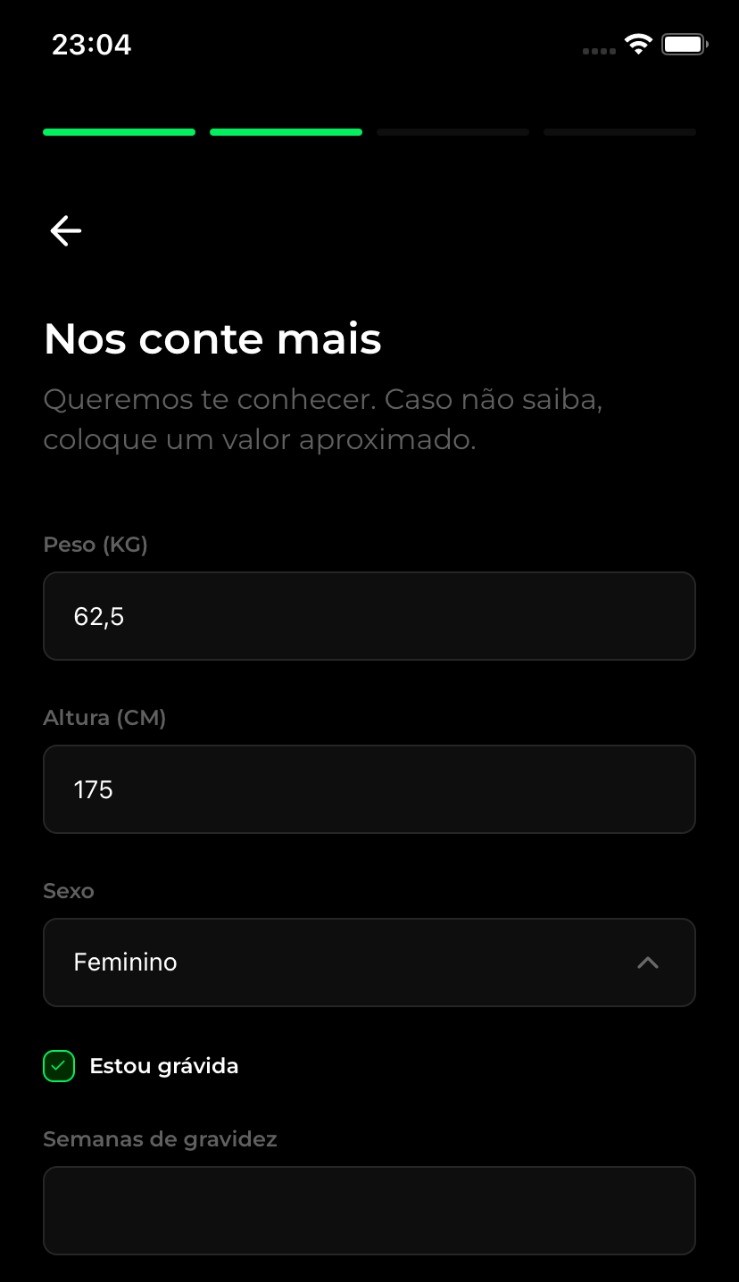 23:04
Nos conte mais
Queremos te conhecer. Caso não saiba,
coloque um valor aproximado.
Peso (KG)
62,5
Altura (CM)
175
Sexo
Feminino
Estou grávida
Semanas de gravidez